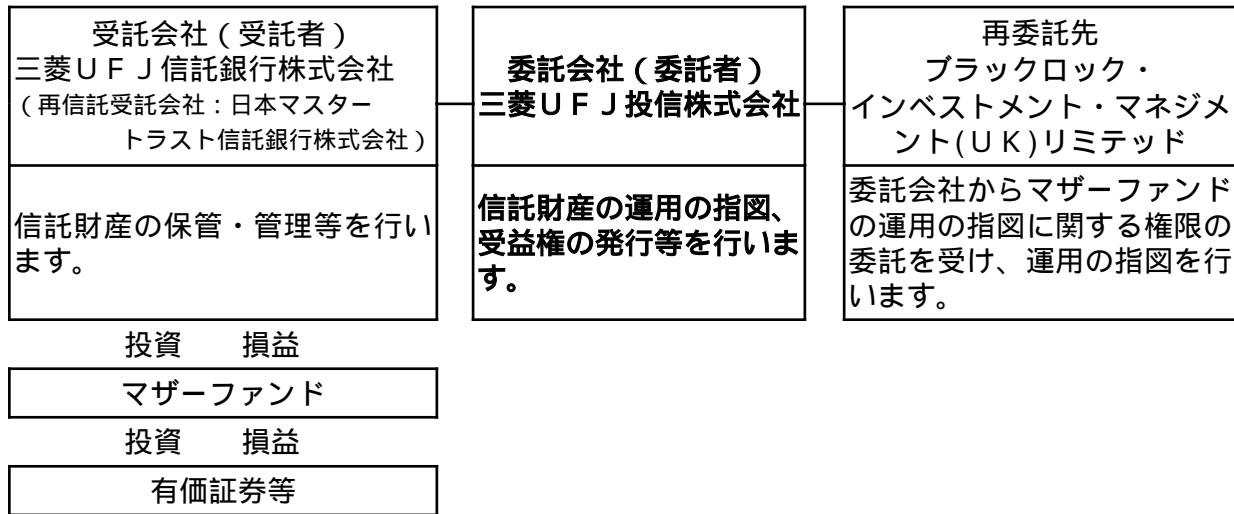 受託会社（受託者）
三菱ＵＦＪ信託銀行株式会社
（再信託受託会社：日本マスター
トラスト信託銀行株式会社）
信託財産の保管・管理等を行い
ます。
委託会社（委託者）
三菱ＵＦＪ投信株式会社
信託財産の運用の指図、
受益権の発行等を行いま
す。
再委託先
ブラックロック・
インベストメント・マネジメ
ント(ＵＫ)リミテッド
委託会社からマザーファンド
の運用の指図に関する権限の
委託を受け、運用の指図を行
います。
投資　損益
マザーファンド
投資　損益
有価証券等